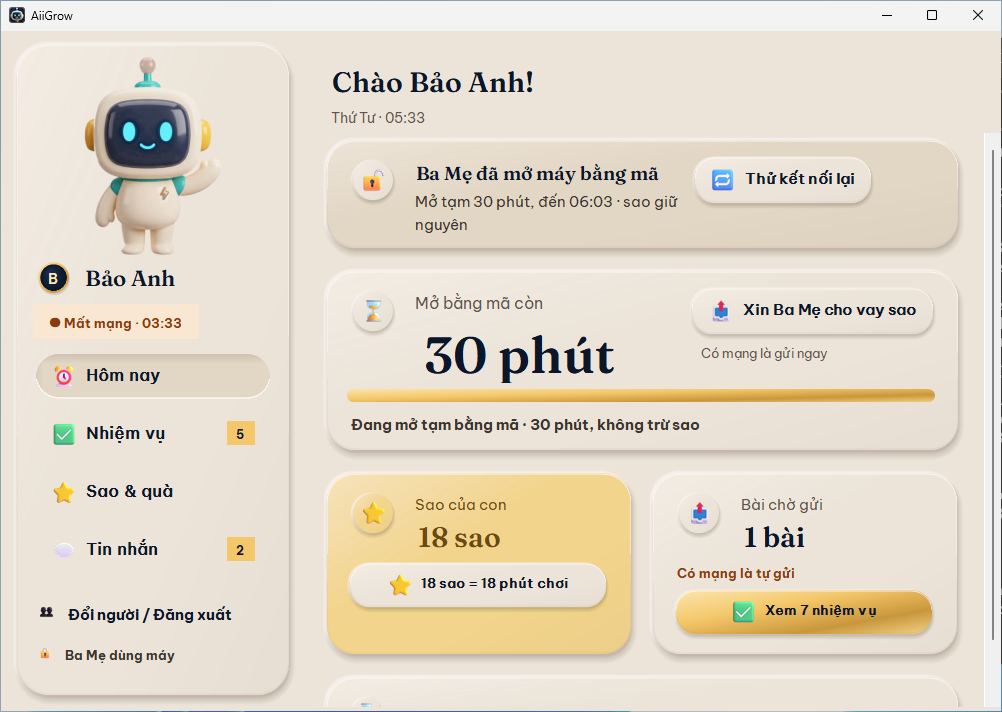 AiiGrow
Chào Bảo Anh!
Thứ Tư · 05:33
B
Bảo Anh
Mất mạng · 03:33
Hôm nay
Nhiệm vụ
5
Sao & quà
Tin nhắn
2
Đổi người / Đăng xuất
Ba Mẹ dùng máy
Ba Mẹ đã mở máy bằng mã
Mở tạm 30 phút, đến 06:03 · sao giữ
nguyên
Thử kết nối lại
Mở bằng mã còn
30 phút
Xin Ba Mẹ cho vay sao
Có mạng là gửi ngay
Đang mở tạm bằng mã · 30 phút, không trừ sao
Sao của con
18 sao
18 sao = 18 phút chơi
Bài chờ gửi
1 bài
Có mạng là tự gửi
Xem 7 nhiệm vụ